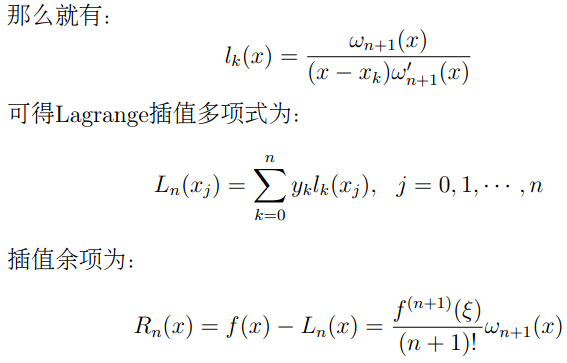 那么就有：
$l_k(x) = \frac{\omega_{n+1}(x)}{(x - x_k)\omega'_{n+1}(x)}$
可得Lagrange插值多项式为：
$L_n(x_j) = \sum_{k=0}^{n} y_k l_k(x_j), \quad j = 0, 1, \cdots, n$
插值余项为：
$R_n(x) = f(x) - L_n(x) = \frac{f^{(n+1)}(\xi)}{(n+1)!}\omega_{n+1}(x)$